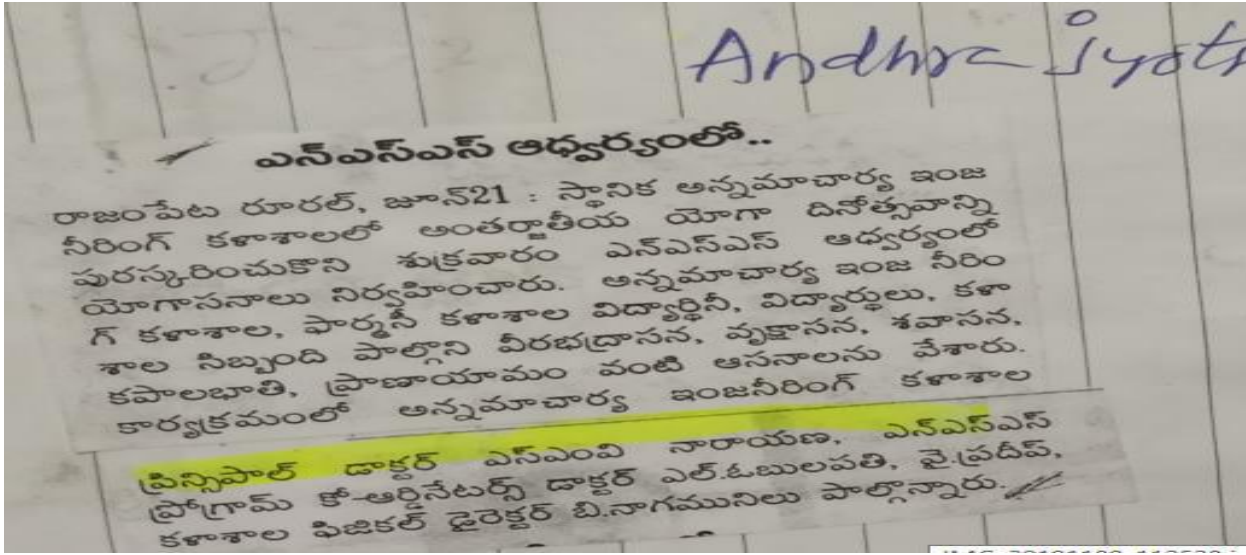 Andhra Jyoti
ఎన్ఎస్ఎస్ ఆధ్వర్యంలో..
రాజంపేట రూరల్, జూన్21 : స్థానిక అన్నమాచార్య ఇంజ
నీరింగ్ కళాశాలలో అంతర్జాతీయ యోగా దినోత్సవాన్ని
పురస్కరించుకొని శుక్రవారం ఎన్ఎస్ఎస్ ఆధ్వర్యంలో
యోగాసనాలు నిర్వహించారు. అన్నమాచార్య ఇంజ నీరిం
గ్ కళాశాల, ఫార్మసీ కళాశాల విద్యార్థినీ, విద్యార్థులు, కళా
శాల సిబ్బంది పాల్గొని వీరభద్రాసన, వృక్షాసన, శవాసన,
కపాలభాతి, ప్రాణాయామం వంటి ఆసనాలను వేశారు.
కార్యక్రమంలో అన్నమాచార్య ఇంజనీరింగ్ కళాశాల
ప్రిన్సిపాల్ డాక్టర్ ఎస్ఎంవి నారాయణ, ఎన్ఎస్ఎస్
ప్రోగ్రామ్ కో-ఆర్డినేటర్స్ డాక్టర్ ఎల్.ఓబులపతి, వై.ప్రదీప్,
కళాశాల ఫిజికల్ డైరెక్టర్ బి.నాగమునిలు పాల్గొన్నారు.